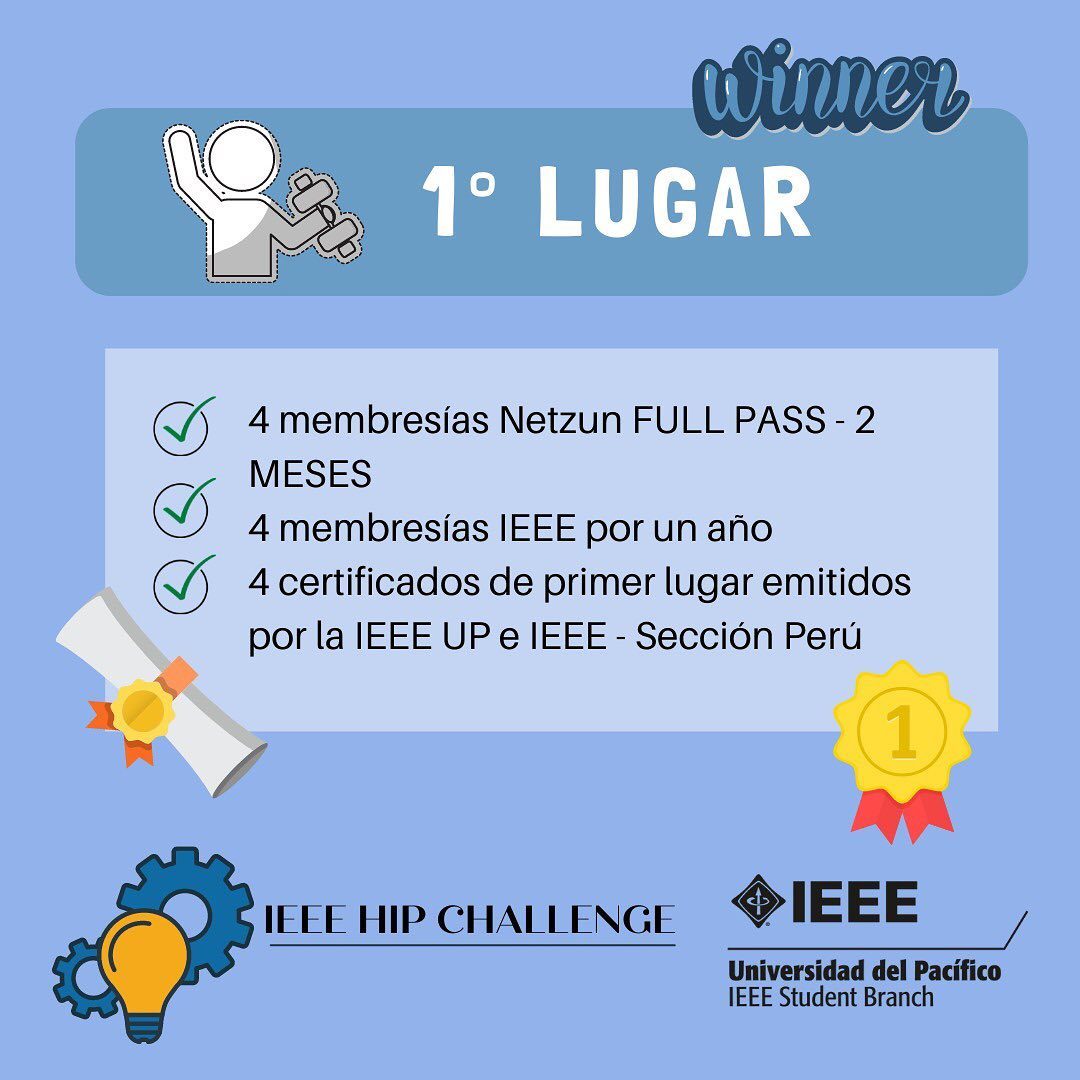 winner
1° LUGAR
4 membresías Netzun FULL PASS - 2
MESES
4 membresías IEEE por un año
4 certificados de primer lugar emitidos
por la IEEE UP e IEEE - Sección Perú
1
IEEE HIP CHALLENGE
IEEE
Universidad del Pacífico
IEEE Student Branch